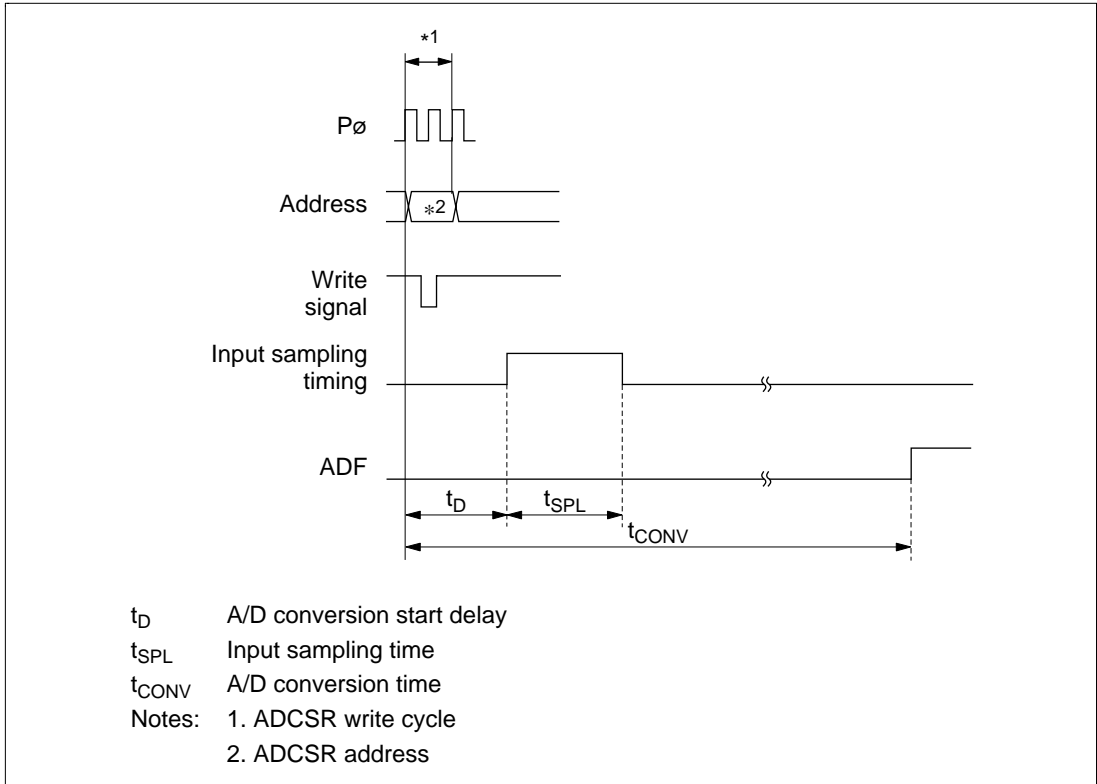 *1
Pø
Address
*2
Write
signal
Input sampling
timing
ADF
tD
tSPL
tCONV
tD A/D conversion start delay
tSPL Input sampling time
tCONV A/D conversion time
Notes: 1. ADCSR write cycle
2. ADCSR address